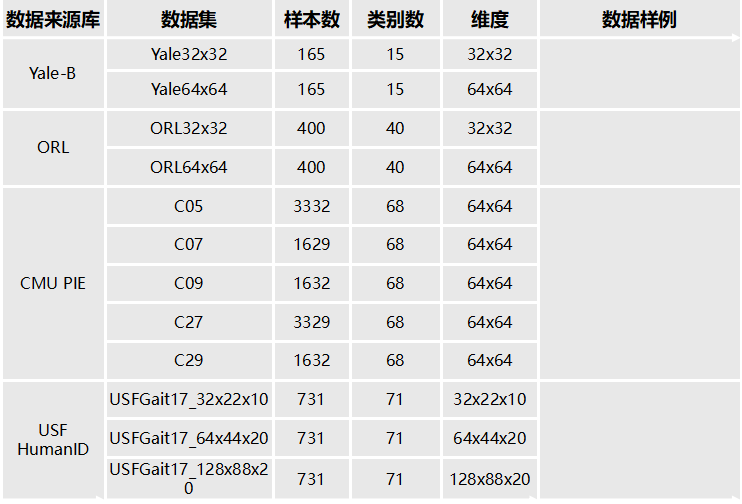 数据来源库 数据集 样本数 类别数 维度 数据样例
Yale-B
Yale32x32 165 15 32x32
Yale64x64 165 15 64x64
ORL
ORL32x32 400 40 32x32
ORL64x64 400 40 64x64
CMU PIE
C05 3332 68 64x64
C07 1629 68 64x64
C09 1632 68 64x64
C27 3329 68 64x64
C29 1632 68 64x64
USF
HumanID
USFGait17_32x22x10 731 71 32x22x10
USFGait17_64x44x20 731 71 64x44x20
USFGait17_128x88x2
0 731 71 128x88x20